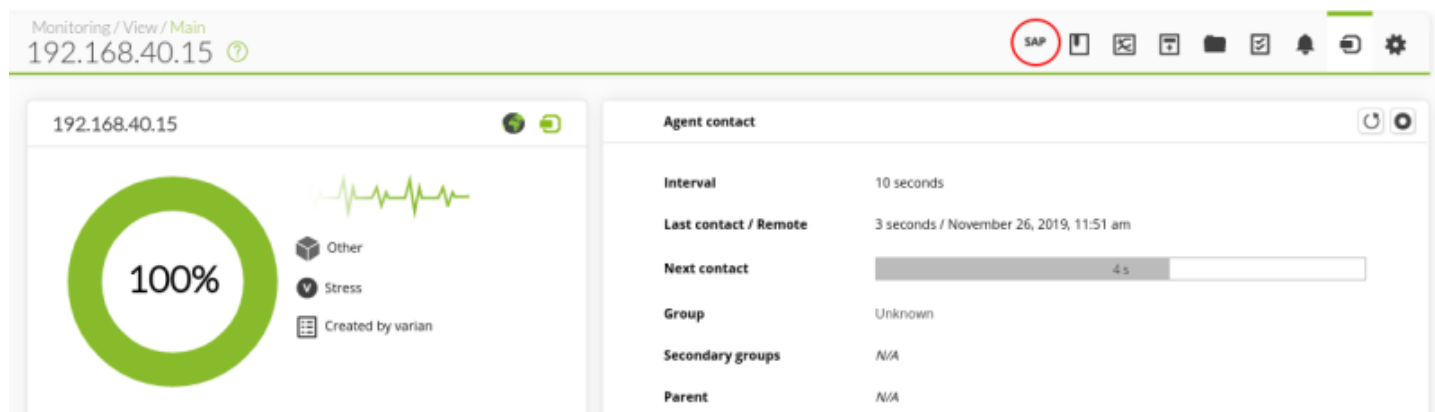 Monitoring / View / Main
192.168.40.15
SAP
192.168.40.15
100%
Other
V
Stress
Created by varian
Agent contact
Interval 10 seconds
Last contact / Remote 3 seconds / November 26, 2019, 11:51 am
Next contact 4 s
Group Unknown
Secondary groups N/A
Parent N/A